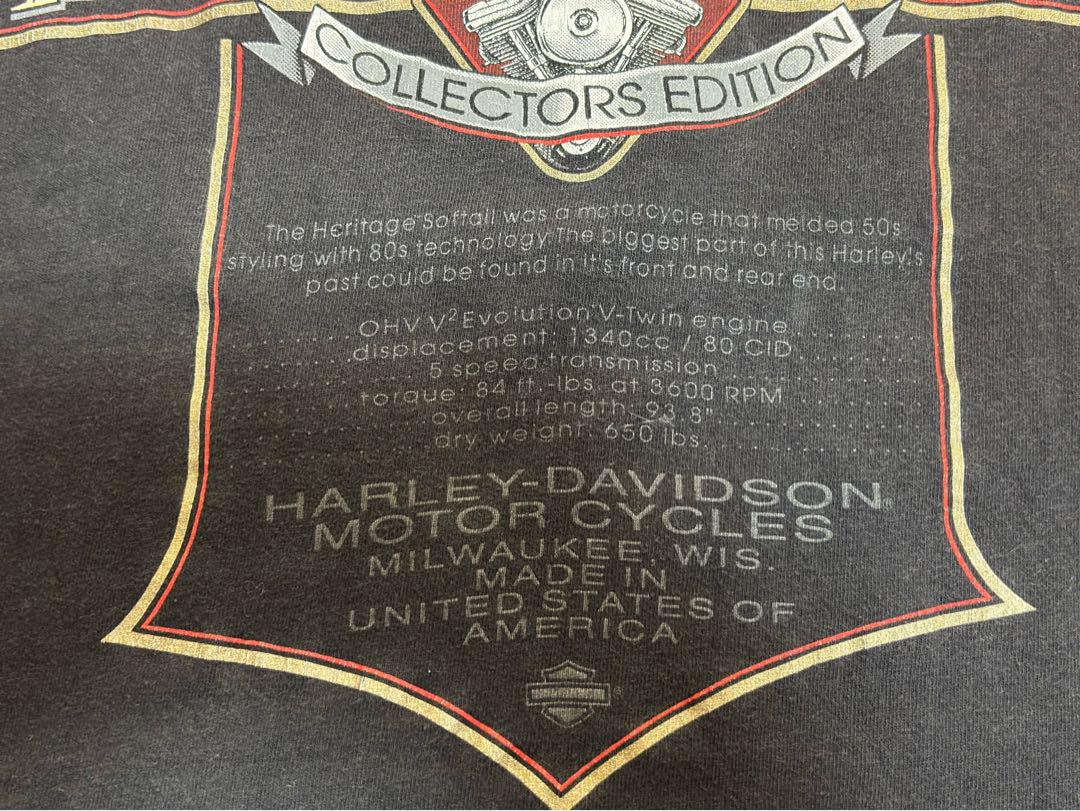 COLLECTORS EDITION
The Heritage Softail was a motorcycle that melded 50s
styling with 80s technology. The biggest part of this Harley's
past could be found in it's front and rear end.
OHV V² Evolution V-Twin engine
displacement: 1340cc / 80 CID
5 speed transmission
torque: 84 ft.-lbs. at 3600 RPM
overall length: 93.8"
dry weight: 650 lbs.
HARLEY-DAVIDSON®
MOTOR CYCLES
MILWAUKEE, WIS.
MADE IN
UNITED STATES OF
AMERICA